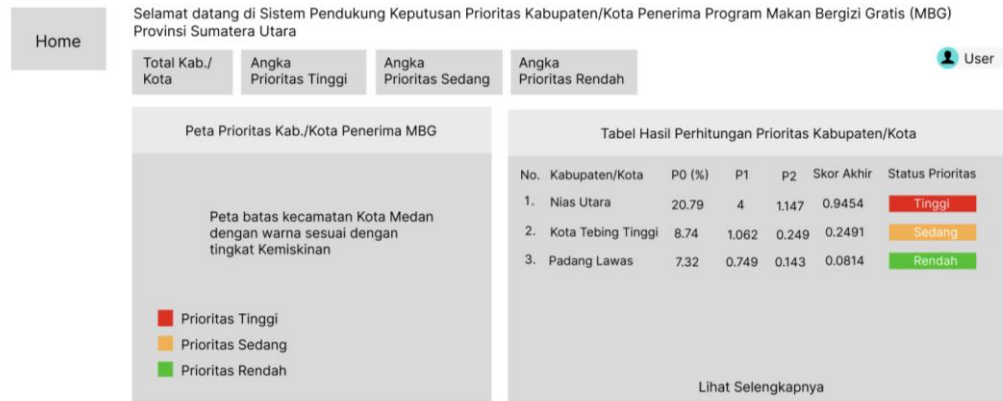 Home
Selamat datang di Sistem Pendukung Keputusan Prioritas Kabupaten/Kota Penerima Program Makan Bergizi Gratis (MBG)
Provinsi Sumatera Utara
Total Kab./
Kota
Angka
Prioritas Tinggi
Angka
Prioritas Sedang
Angka
Prioritas Rendah
User
Peta Prioritas Kab./Kota Penerima MBG
Peta batas kecamatan Kota Medan
dengan warna sesuai dengan
tingkat Kemiskinan
Prioritas Tinggi
Prioritas Sedang
Prioritas Rendah
Tabel Hasil Perhitungan Prioritas Kabupaten/Kota
No. Kabupaten/Kota P0 (%) P1 P2 Skor Akhir Status Prioritas
1. Nias Utara 20.79 4 1.147 0.9454 Tinggi
2. Kota Tebing Tinggi 8.74 1.062 0.249 0.2491 Sedang
3. Padang Lawas 7.32 0.749 0.143 0.0814 Rendah
Lihat Selengkapnya